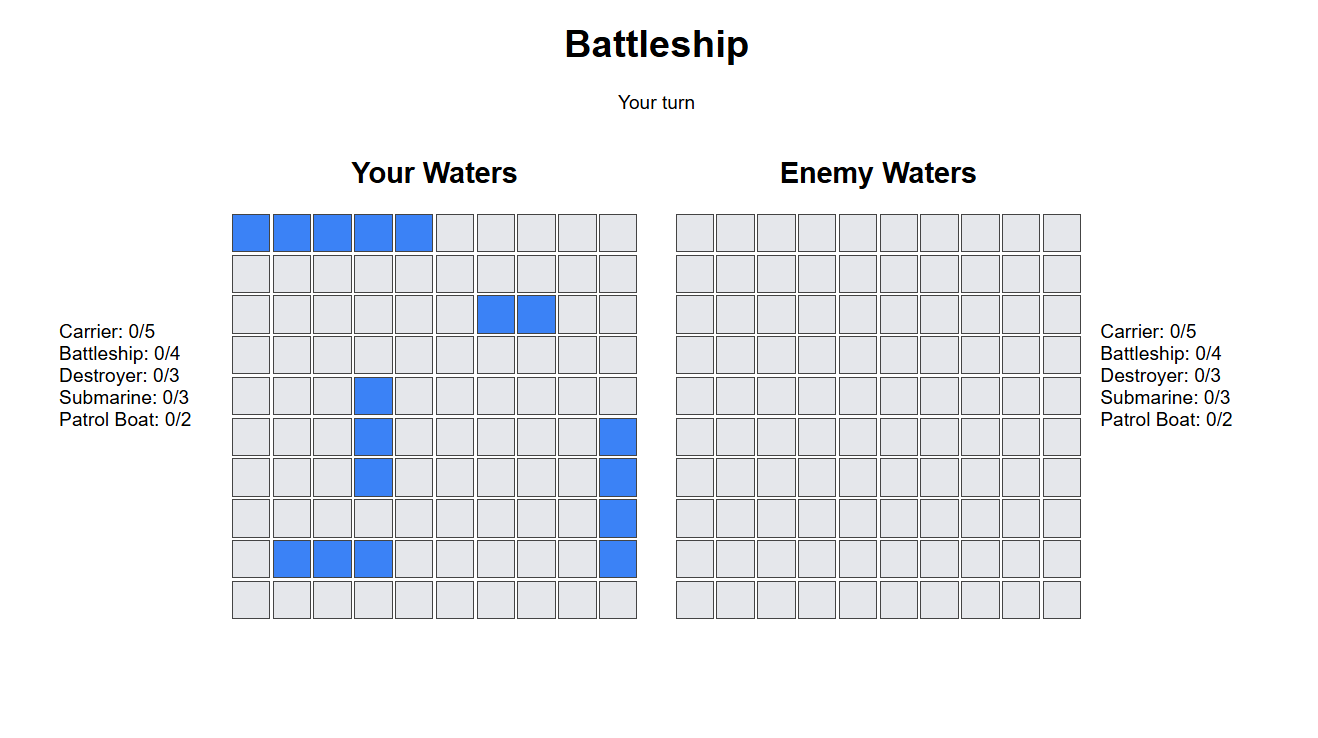 Battleship
Your turn
Your Waters
Enemy Waters
Carrier: 0/5
Battleship: 0/4
Destroyer: 0/3
Submarine: 0/3
Patrol Boat: 0/2
Carrier: 0/5
Battleship: 0/4
Destroyer: 0/3
Submarine: 0/3
Patrol Boat: 0/2